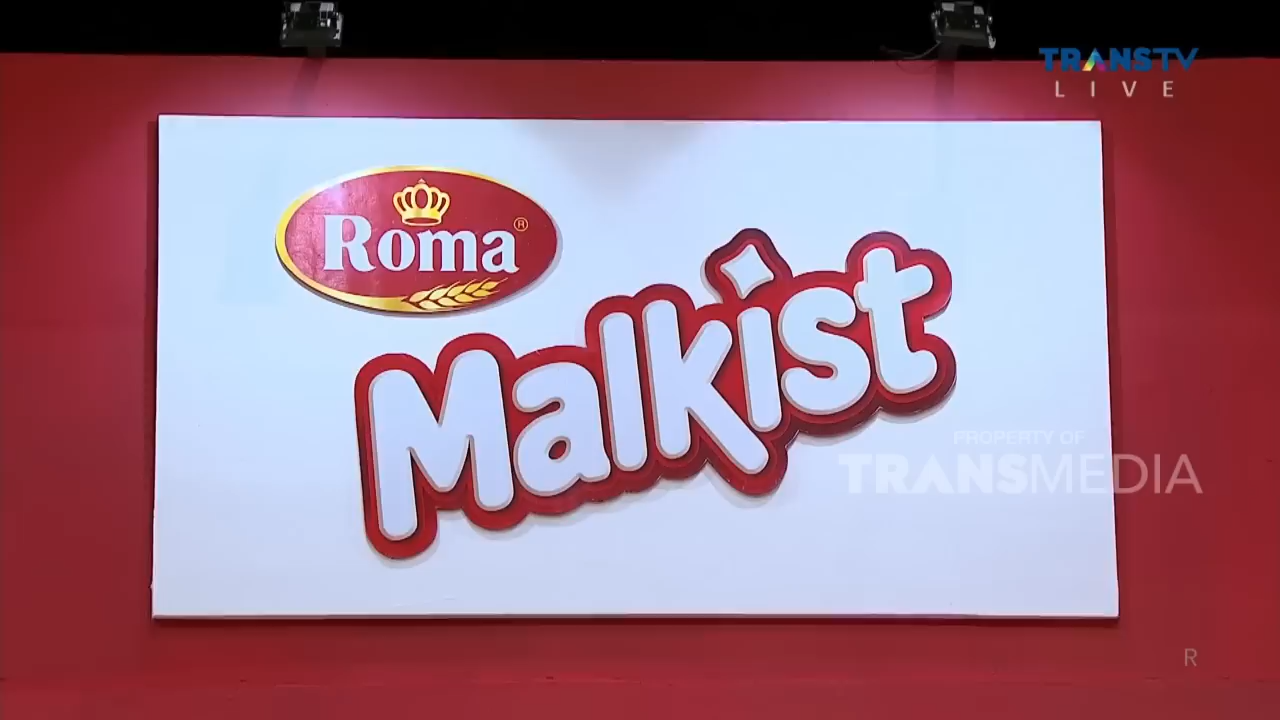 TRANSTV
LIVE
Roma®
Malkist
PROPERTY OF
TRANSMEDIA
R